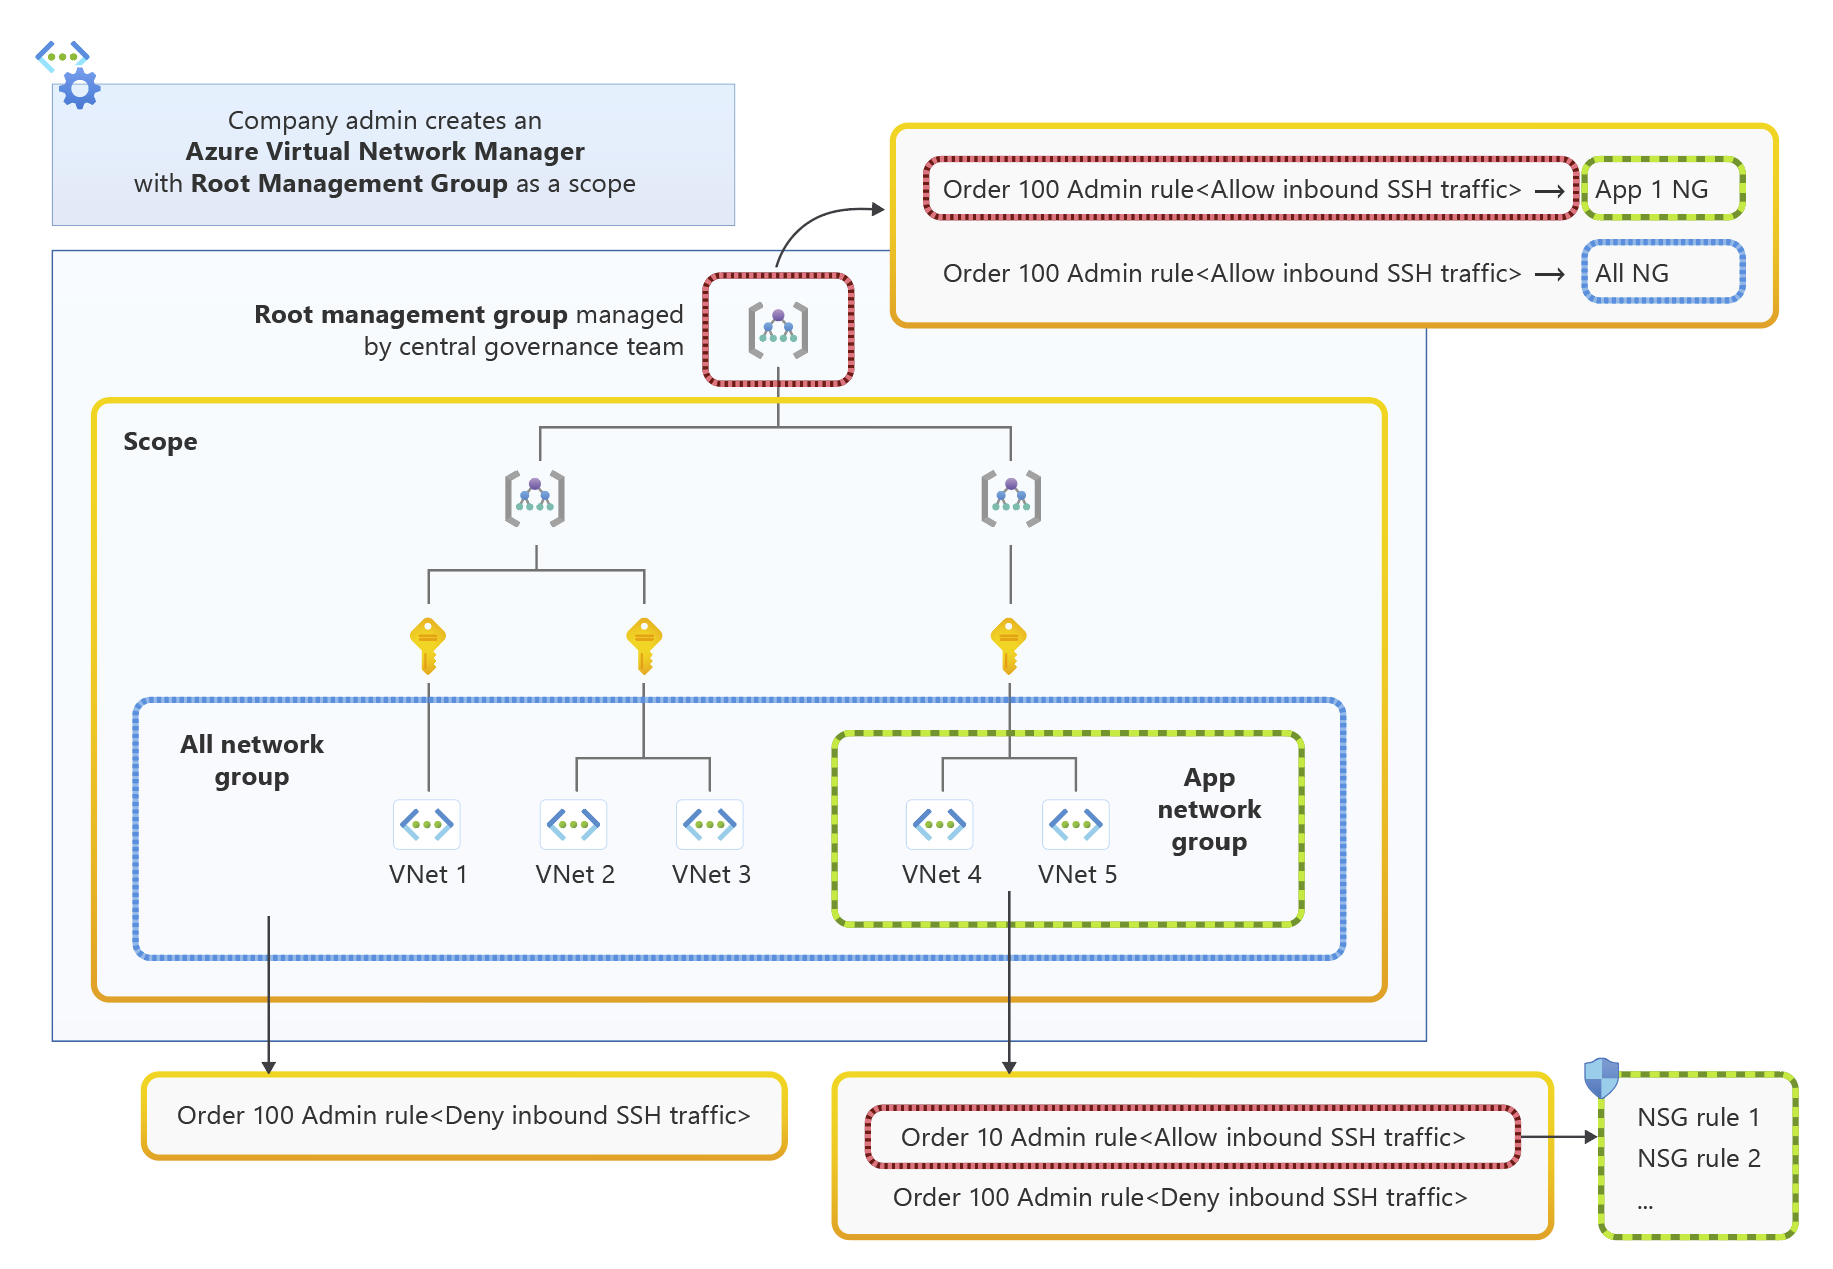 Company admin creates an
Azure Virtual Network Manager
with Root Management Group as a scope
Order 100 Admin rule<Allow inbound SSH traffic> → App 1 NG
Order 100 Admin rule<Allow inbound SSH traffic> → All NG
Root management group managed
by central governance team
Scope
All network
group
App
network
group
VNet 1
VNet 2
VNet 3
VNet 4
VNet 5
Order 100 Admin rule<Deny inbound SSH traffic>
Order 10 Admin rule<Allow inbound SSH traffic>
Order 100 Admin rule<Deny inbound SSH traffic>
NSG rule 1
NSG rule 2
...